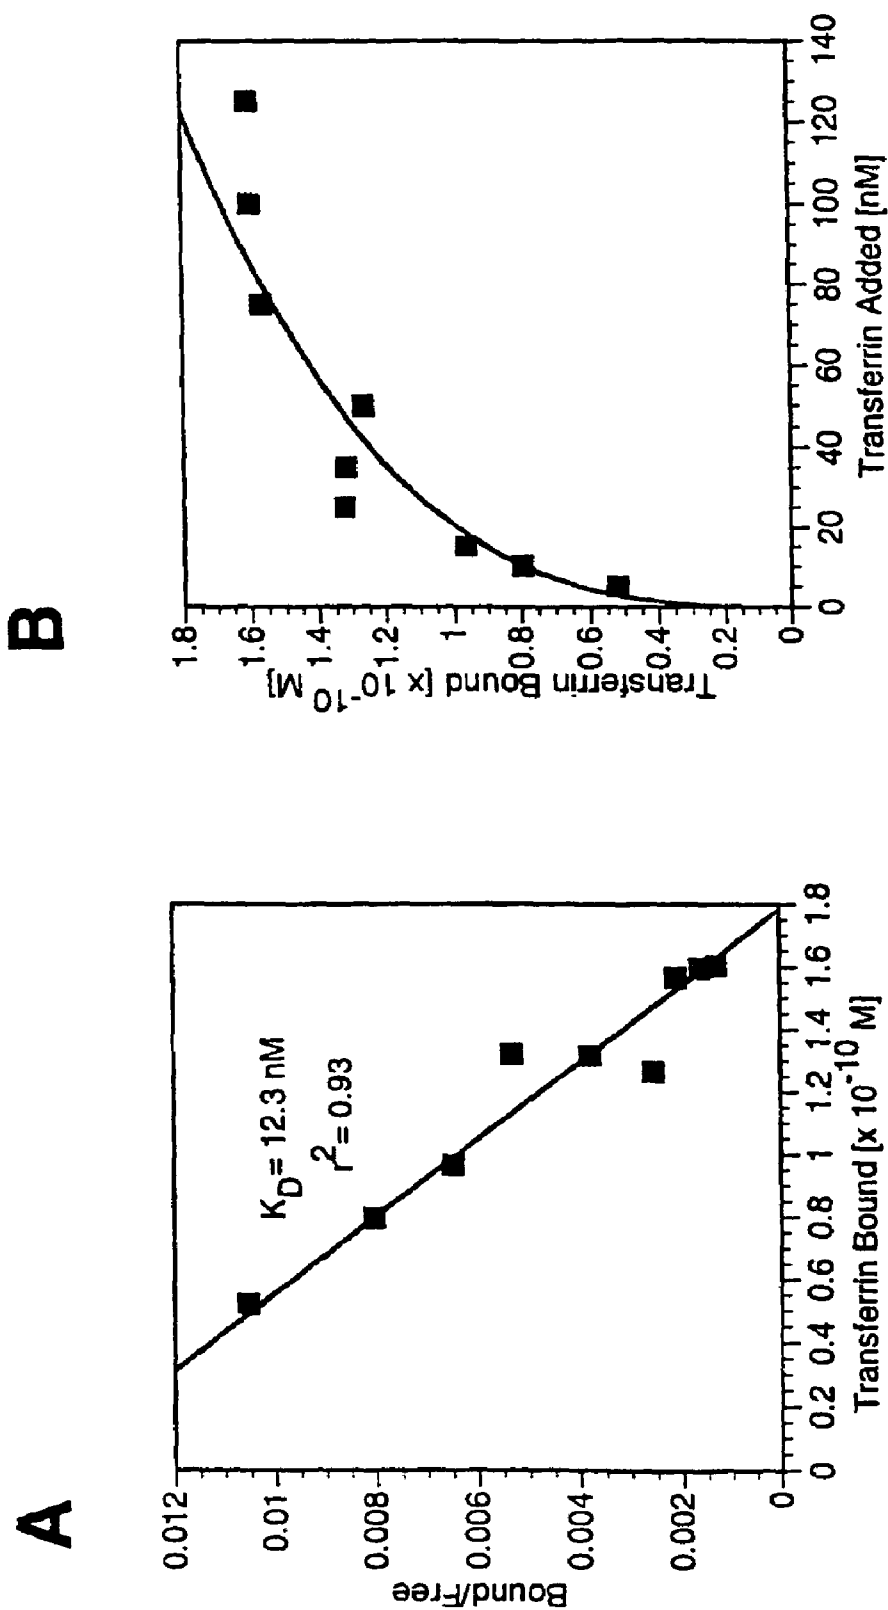 A
Bound/Free
0.012
0.01
0.008
0.006
0.004
0.002
0
K_D = 12.3 nM
r² = 0.93
0 0.2 0.4 0.6 0.8 1 1.2 1.4 1.6 1.8
Transferrin Bound [x 10⁻¹⁰ M]
B
Transferrin Bound [x 10⁻¹⁰ M]
1.8
1.6
1.4
1.2
1
0.8
0.6
0.4
0.2
0
0 20 40 60 80 100 120 140
Transferrin Added [nM]